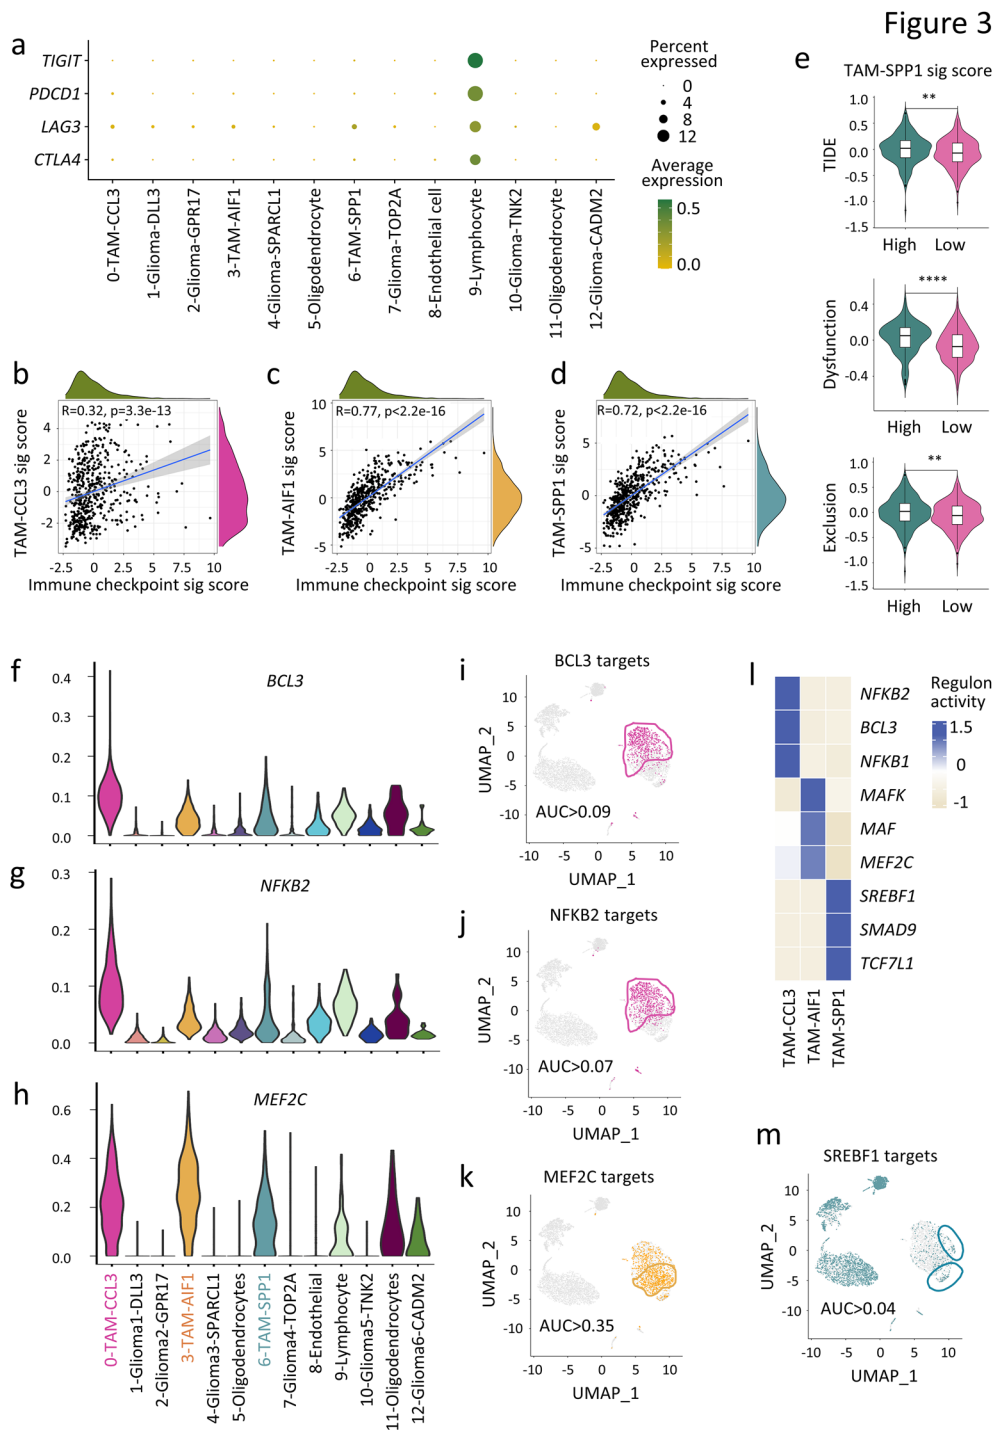 Figure 3
a
TIGIT
PDCD1
LAG3
CTLA4
0-TAM-CCL3
1-Glioma-DLL3
2-Glioma-GPR17
3-TAM-AIF1
4-Glioma-SPARCL1
5-Oligodendrocyte
6-TAM-SPP1
7-Glioma-TOP2A
8-Endothelial cell
9-Lymphocyte
10-Glioma-TNK2
11-Oligodendrocyte
12-Glioma-CADM2
Percent
expressed
0
4
8
12
Average
expression
0.5
0.0
e
TAM-SPP1 sig score
TIDE
1.0
0.5
0.0
-0.5
-1.0
-1.5
**
High Low
Dysfunction
0.4
0.0
-0.4
****
High Low
Exclusion
1.0
0.5
0.0
-0.5
-1.0
-1.5
**
High Low
b
TAM-CCL3 sig score
R=0.32, p=3.3e-13
4
2
0
-2
-2.5 0 2.5 5 7.5 10
Immune checkpoint sig score
c
TAM-AIF1 sig score
R=0.77, p<2.2e-16
10
5
0
-5
-2.5 0 2.5 5 7.5 10
Immune checkpoint sig score
d
TAM-SPP1 sig score
R=0.72, p<2.2e-16
5
0
-5
-2.5 0 2.5 5 7.5 10
Immune checkpoint sig score
f
BCL3
0.4
0.3
0.2
0.1
0.0
g
NFKB2
0.3
0.2
0.1
0.0
h
MEF2C
0.6
0.4
0.2
0.0
0-TAM-CCL3
1-Glioma1-DLL3
2-Glioma2-GPR17
3-TAM-AIF1
4-Glioma3-SPARCL1
5-Oligodendrocytes
6-TAM-SPP1
7-Glioma4-TOP2A
8-Endothelial
9-Lymphocyte
10-Glioma5-TNK2
11-Oligodendrocytes
12-Glioma6-CADM2
i
BCL3 targets
UMAP_2
10
5
0
-5
-10
AUC>0.09
-10 -5 0 5 10
UMAP_1
j
NFKB2 targets
UMAP_2
10
5
0
-5
-10
AUC>0.07
-10 -5 0 5 10
UMAP_1
k
MEF2C targets
UMAP_2
10
5
0
-5
-10
AUC>0.35
-10 -5 0 5 10
UMAP_1
l
NFKB2
BCL3
NFKB1
MAFK
MAF
MEF2C
SREBF1
SMAD9
TCF7L1
TAM-CCL3
TAM-AIF1
TAM-SPP1
Regulon
activity
1.5
0
-1
m
SREBF1 targets
UMAP_2
10
5
0
-5
-10
AUC>0.04
-10 -5 0 5 10
UMAP_1